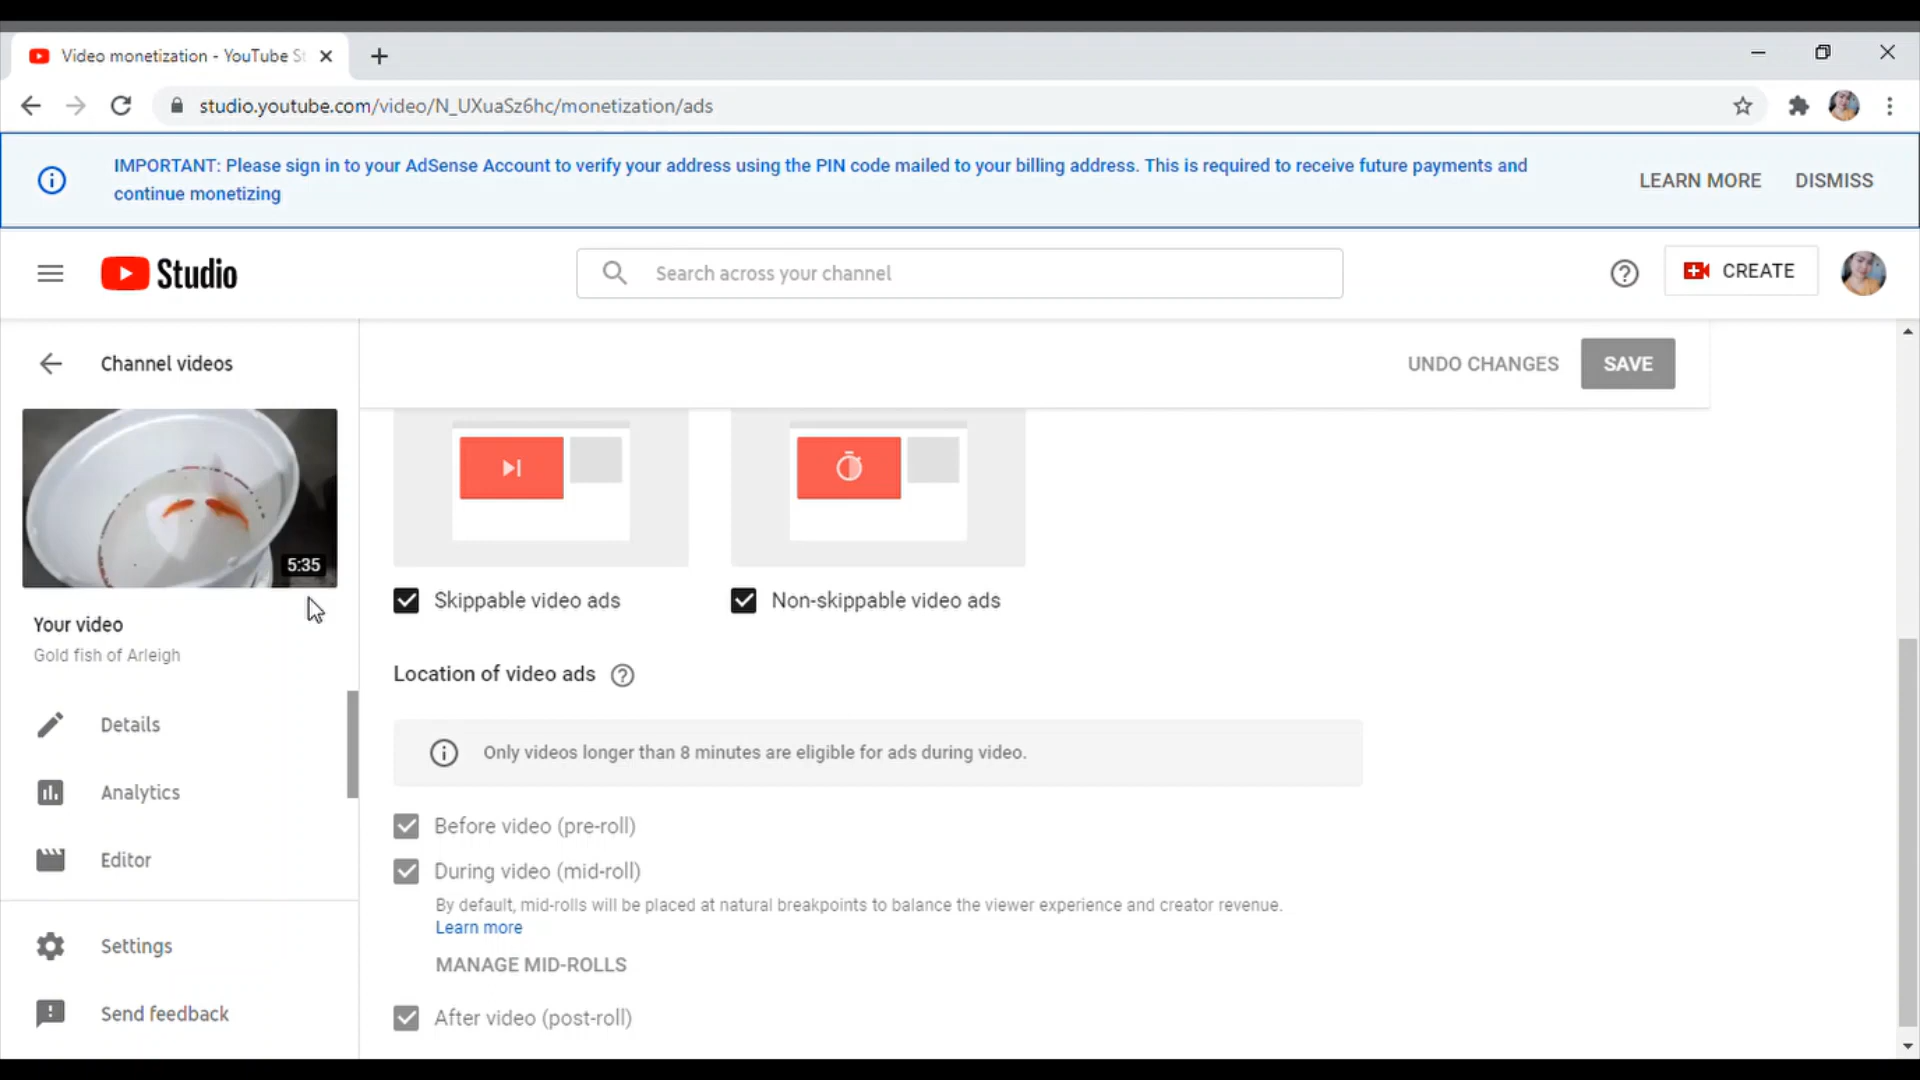 Video monetization - YouTube St
studio.youtube.com/video/N_UXuaSz6hc/monetization/ads
IMPORTANT: Please sign in to your AdSense Account to verify your address using the PIN code mailed to your billing address. This is required to receive future payments and
continue monetizing
LEARN MORE
DISMISS
Studio
Search across your channel
CREATE
Channel videos
UNDO CHANGES
SAVE
5:35
Skippable video ads
Non-skippable video ads
Your video
Gold fish of Arleigh
Location of video ads
Details
Only videos longer than 8 minutes are eligible for ads during video.
Analytics
Before video (pre-roll)
Editor
During video (mid-roll)
By default, mid-rolls will be placed at natural breakpoints to balance the viewer experience and creator revenue.
Learn more
Settings
MANAGE MID-ROLLS
Send feedback
After video (post-roll)